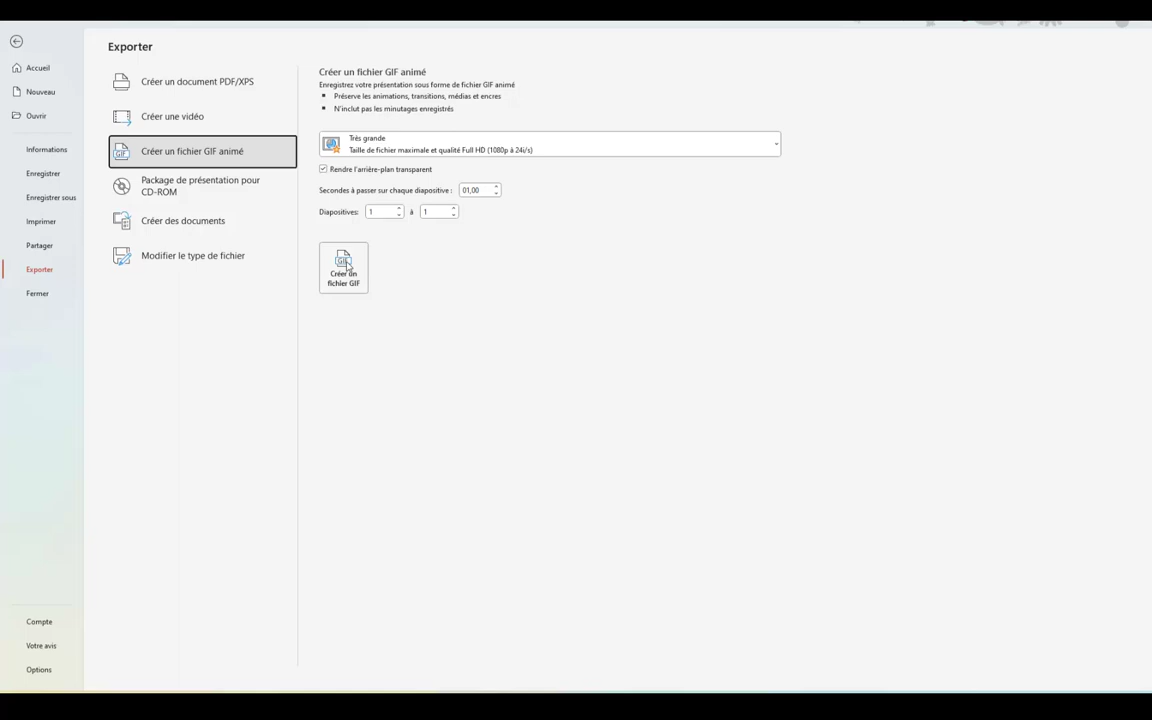 Exporter
Accueil
Nouveau
Ouvrir
Informations
Enregistrer
Enregistrer sous
Imprimer
Partager
Exporter
Fermer
Compte
Votre avis
Options
Créer un document PDF/XPS
Créer une vidéo
GIF
Créer un fichier GIF animé
Package de présentation pour
CD-ROM
Créer des documents
Modifier le type de fichier
Créer un fichier GIF animé
Enregistrez votre présentation sous forme de fichier GIF animé
Préserve les animations, transitions, médias et encres
N'inclut pas les minutages enregistrés
Très grande
Taille de fichier maximale et qualité Full HD (1080p à 24i/s)
Rendre l'arrière-plan transparent
Secondes à passer sur chaque diapositive : 01,00
Diapositives: 1 à 1
GIF
Créer un
fichier GIF